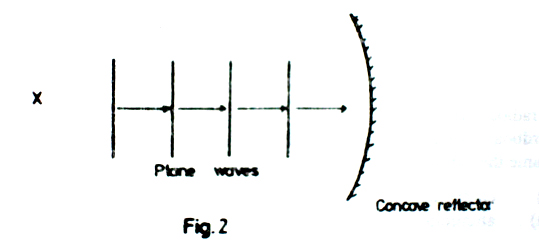 X
Plane waves
Concave reflector
Fig. 2